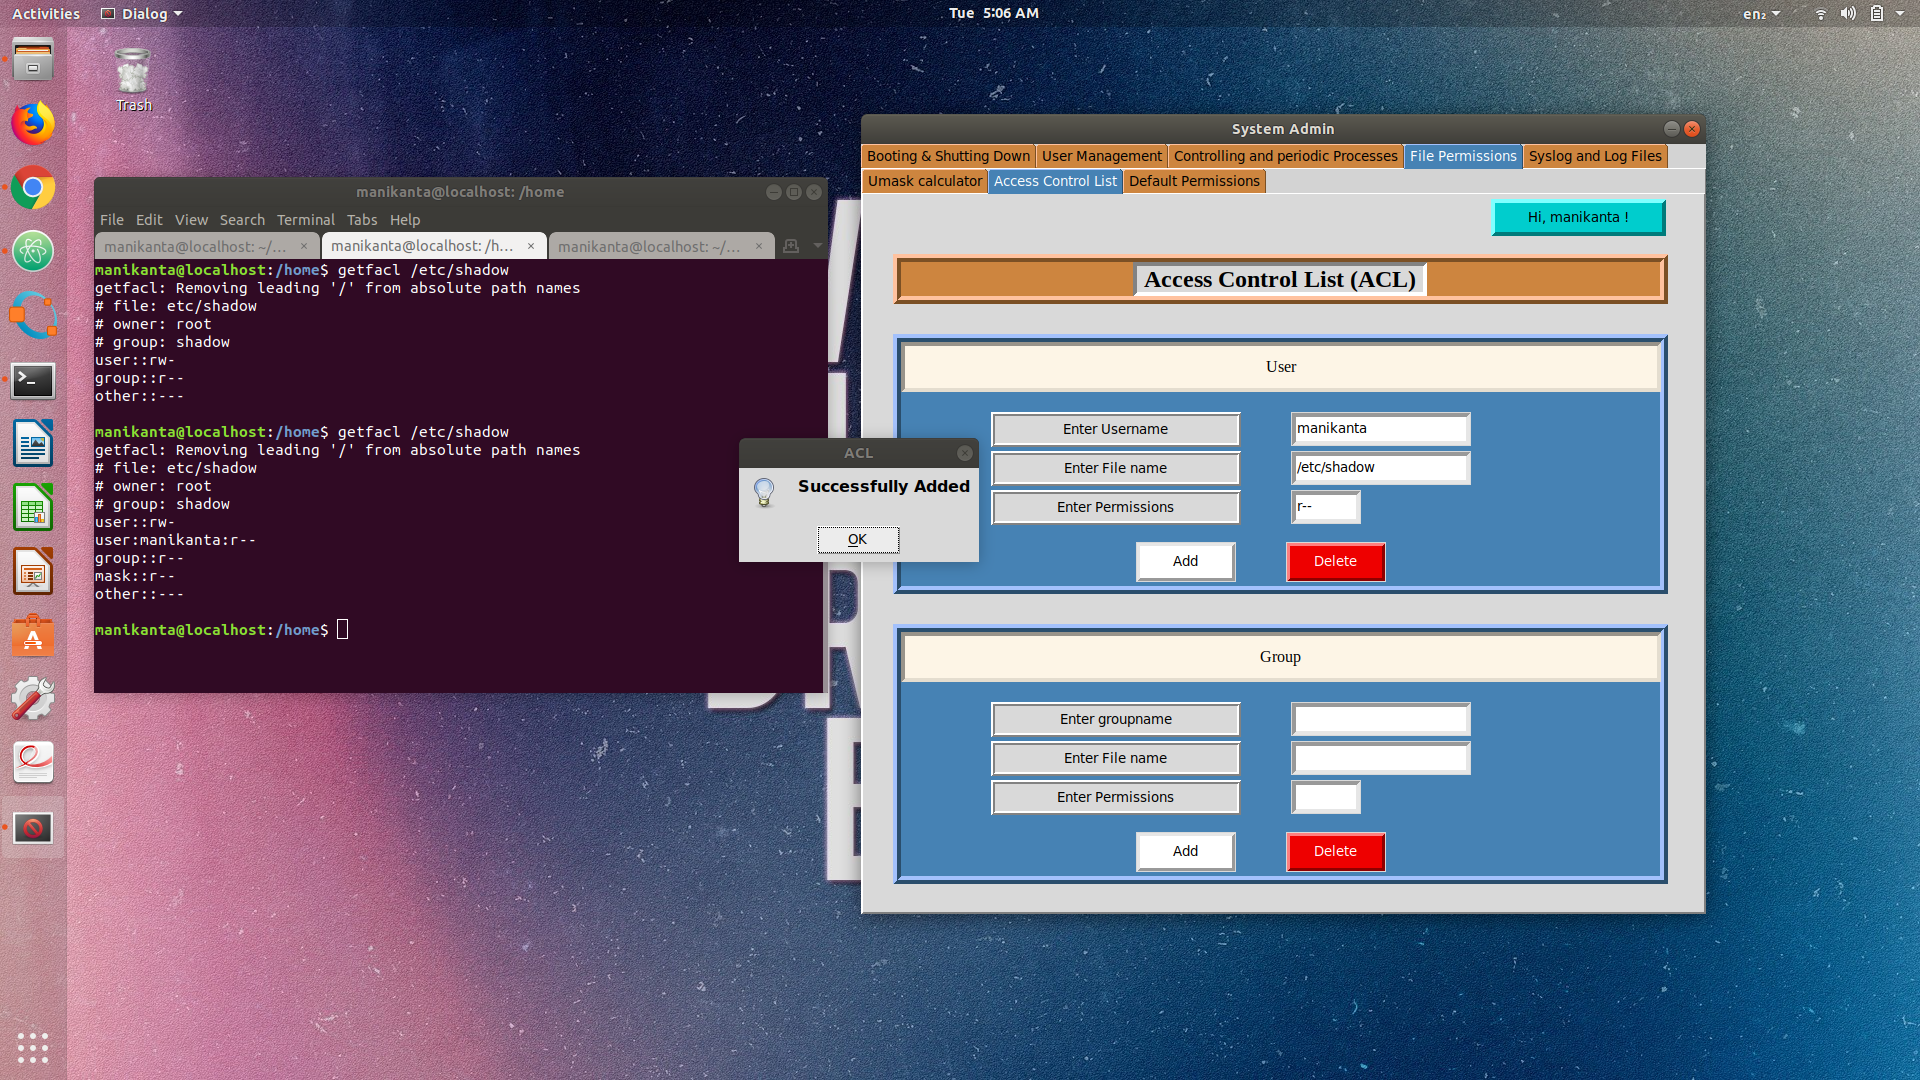 Activities
Dialog
Tue 5:06 AM
en₂
Trash
manikanta@localhost: /home
File Edit View Search Terminal Tabs Help
manikanta@localhost: ~/...
manikanta@localhost: /h...
manikanta@localhost: ~/...
manikanta@localhost:/home$ getfacl /etc/shadow
getfacl: Removing leading '/' from absolute path names
# file: etc/shadow
# owner: root
# group: shadow
user::rw-
group::r--
other::---
manikanta@localhost:/home$ getfacl /etc/shadow
getfacl: Removing leading '/' from absolute path names
# file: etc/shadow
# owner: root
# group: shadow
user::rw-
user:manikanta:r--
group::r--
mask::r--
other::---
manikanta@localhost:/home$
ACL
Successfully Added
OK
System Admin
Booting & Shutting Down
User Management
Controlling and periodic Processes
File Permissions
Syslog and Log Files
Umask calculator
Access Control List
Default Permissions
Hi, manikanta !
Access Control List (ACL)
User
Enter Username
manikanta
Enter File name
/etc/shadow
Enter Permissions
r--
Add
Delete
Group
Enter groupname
Enter File name
Enter Permissions
Add
Delete